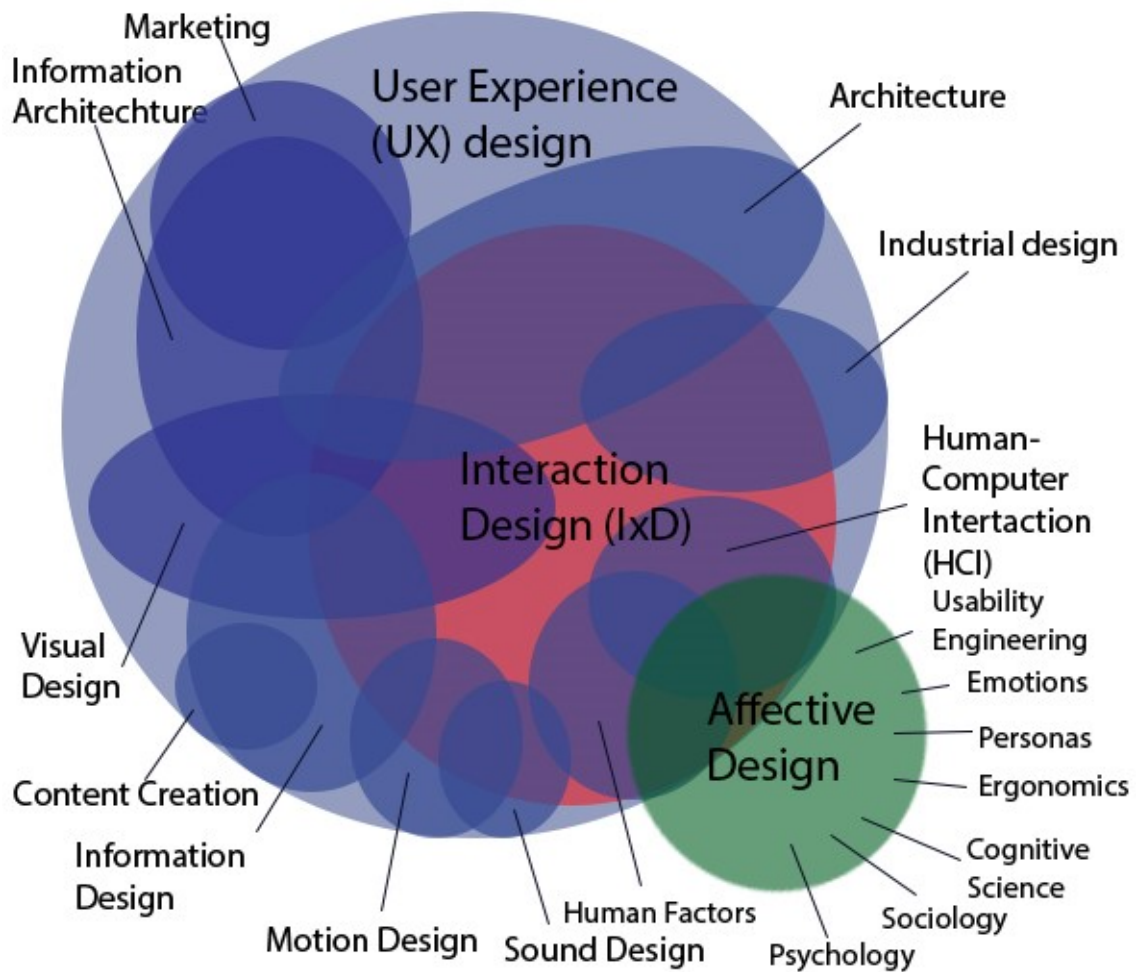 Marketing
Information
Architechture
User Experience
(UX) design
Architecture
Industrial design
Human-
Computer
Intertaction
(HCI)
Interaction
Design (IxD)
Usability
Engineering
Emotions
Affective
Design
Personas
Ergonomics
Cognitive
Science
Sociology
Psychology
Visual
Design
Content Creation
Information
Design
Motion Design
Human Factors
Sound Design